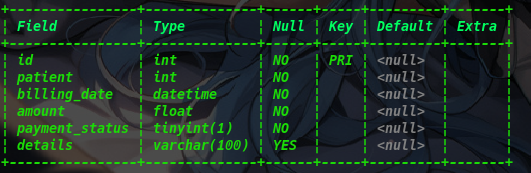 Field | Type | Null | Key | Default | Extra
id | int | NO | PRI | <null> |
patient | int | NO | | <null> |
billing_date | datetime | NO | | <null> |
amount | float | NO | | <null> |
payment_status | tinyint(1) | NO | | <null> |
details | varchar(100) | YES | | <null> |